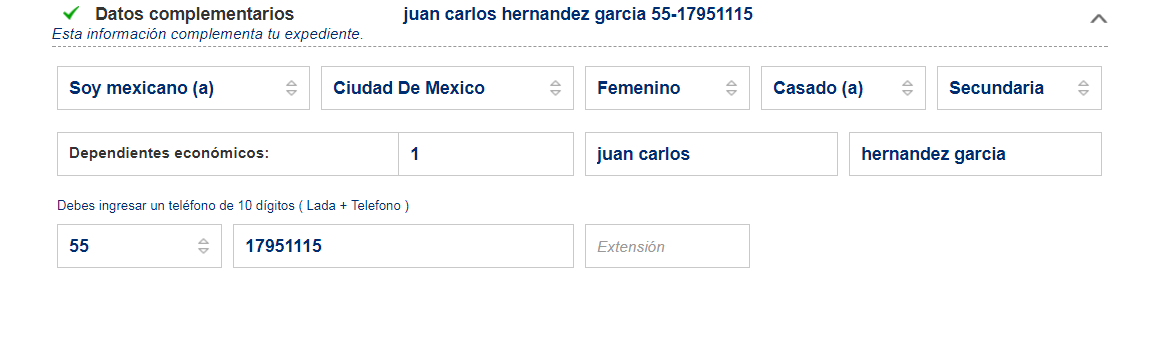 Datos complementarios juan carlos hernandez garcia 55-17951115
Esta información complementa tu expediente.
Soy mexicano (a) Ciudad De Mexico Femenino Casado (a) Secundaria
Dependientes económicos: 1 juan carlos hernandez garcia
Debes ingresar un teléfono de 10 dígitos ( Lada + Telefono )
55 17951115 Extensión